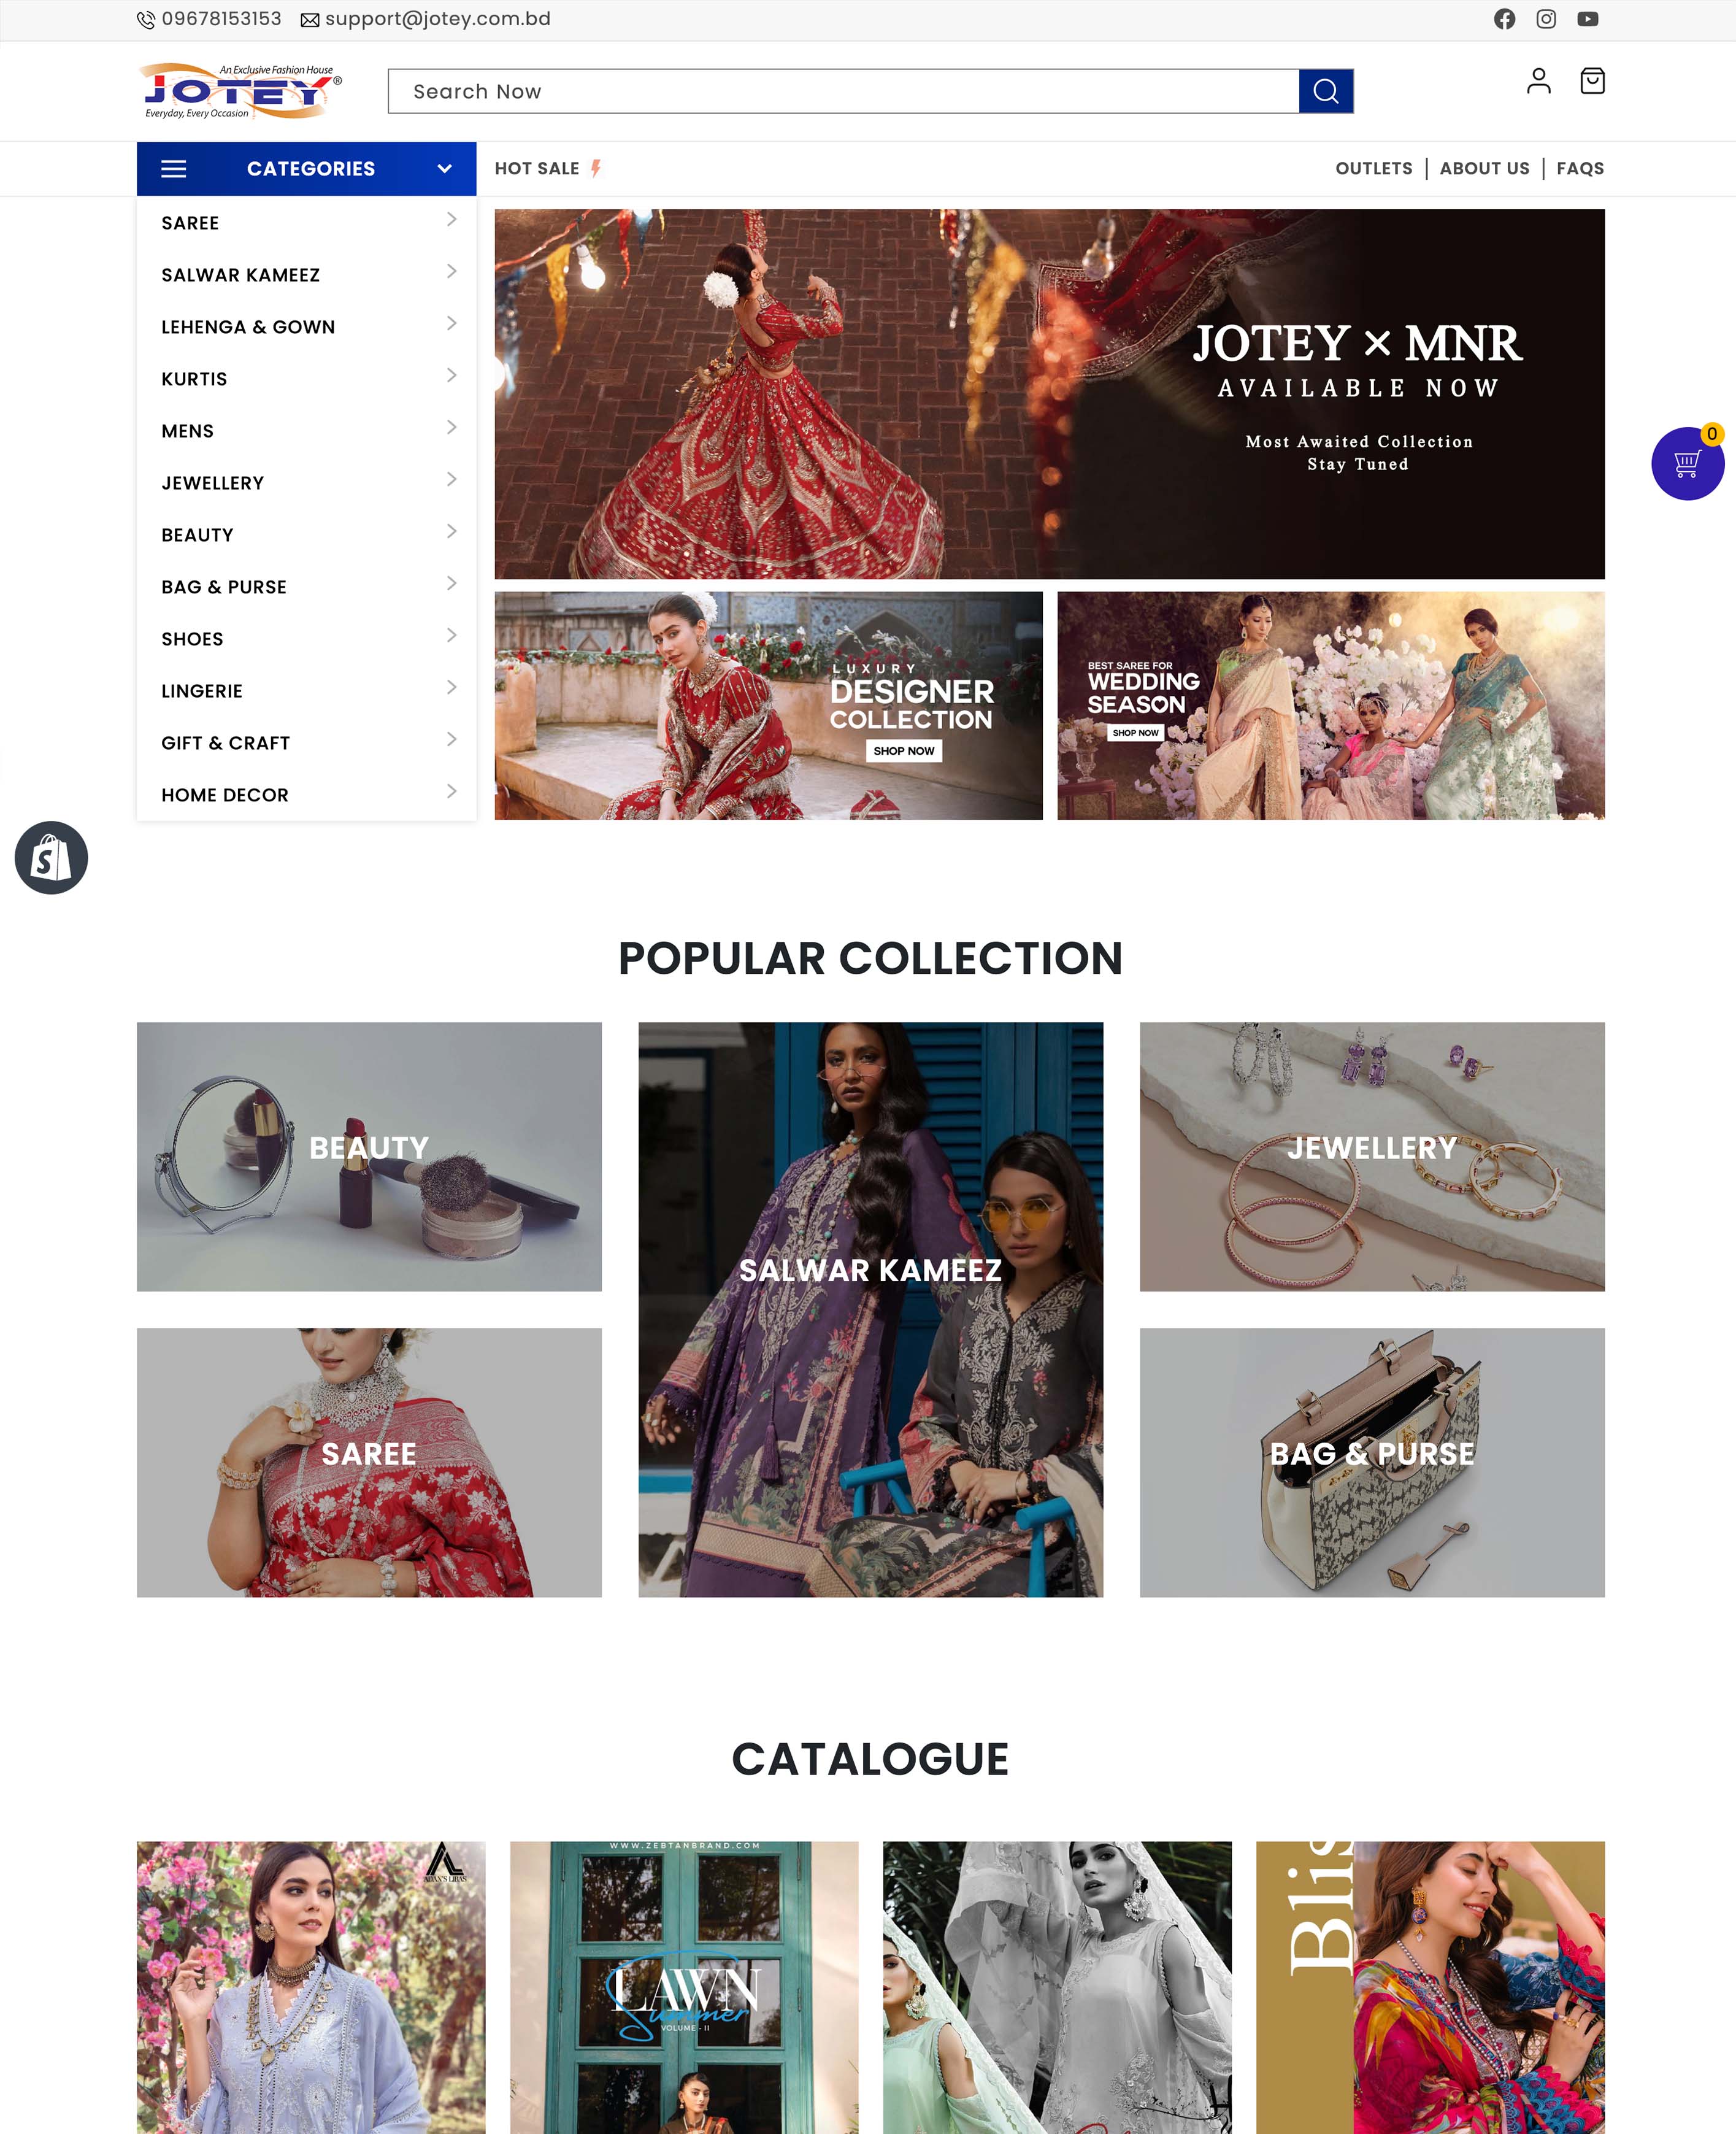 09678153153 support@jotey.com.bd
An Exclusive Fashion House
JOTEY®
Everyday, Every Occasion
Search Now
CATEGORIES
HOT SALE
OUTLETS | ABOUT US | FAQS
SAREE
SALWAR KAMEEZ
LEHENGA & GOWN
KURTIS
MENS
JEWELLERY
BEAUTY
BAG & PURSE
SHOES
LINGERIE
GIFT & CRAFT
HOME DECOR
JOTEY × MNR
AVAILABLE NOW
Most Awaited Collection
Stay Tuned
0
LUXURY
DESIGNER
COLLECTION
SHOP NOW
BEST SAREE FOR
WEDDING
SEASON
SHOP NOW
S
POPULAR COLLECTION
BEAUTY
SALWAR KAMEEZ
JEWELLERY
SAREE
BAG & PURSE
CATALOGUE
ADAN'S LIBAS
WWW.ZEBTANBRAND.COM
LAWN
Summer
VOLUME - II
Blis